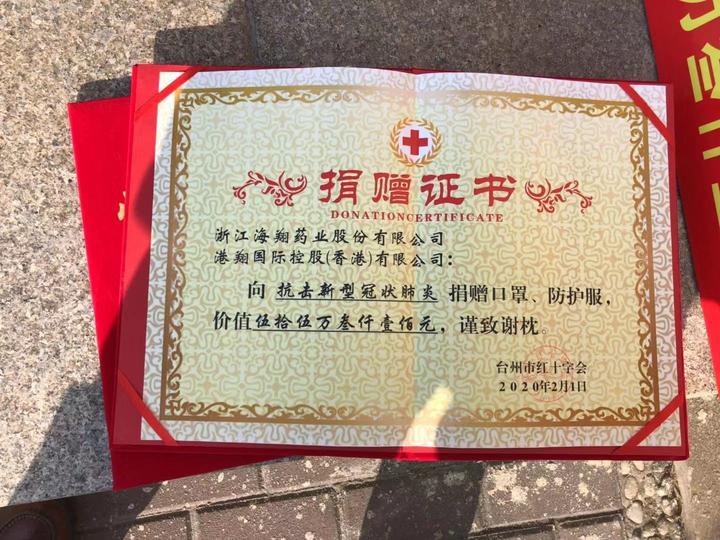 捐赠证书
DONATIONCERTIFICATE
浙江海翔药业股份有限公司
港翔国际控股(香港)有限公司：
向 抗击新型冠状肺炎 捐赠口罩、防护服，
价值伍拾伍万叁仟壹佰元，谨致谢枕。
台州市红十字会
2020年2月1日